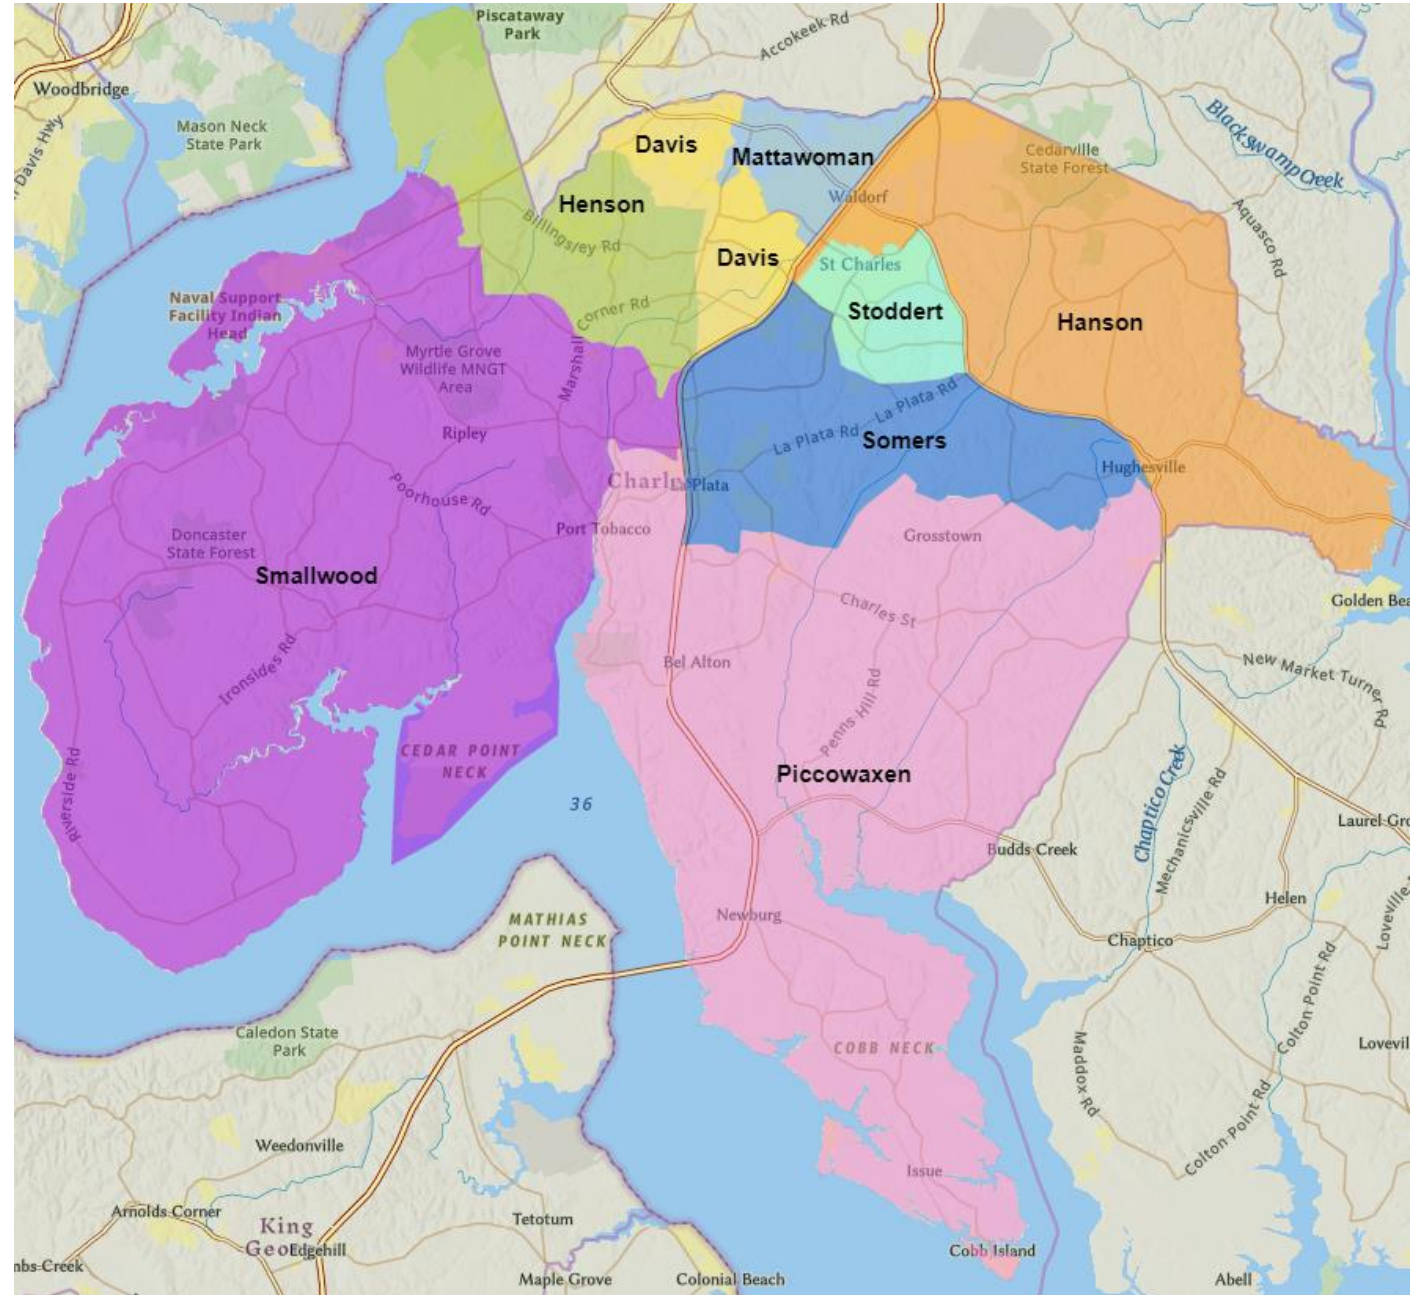 Piscataway
Park
Accokeek Rd
Woodbridge
Davis Hwy
Mason Neck
State Park
Blackswamp Creek
Davis
Mattawoman
Cedarville
State Forest
Waldorf
Henson
Billingsley Rd
Aquasco Rd
Davis
St Charles
Naval Support
Facility Indian
Head
Corner Rd
Stoddert
Hanson
Myrtle Grove
Wildlife MNGT
Area
Marshall
La Plata Rd
La Plata Rd
Ripley
Somers
Hughesville
Poorhouse Rd
Plata
Port Tobacco
Doncaster
State Forest
Grosstown
Smallwood
Charles St
Golden Bea
Ironsides Rd
Bel Alton
New Market Turner Rd
Penns Hill Rd
CEDAR POINT
NECK
Riverside Rd
Piccowaxen
36
Chaptico Creek
Mechanicsville Rd
Laurel Gro
Budds Creek
Helen
Loveville
MATHIAS
POINT NECK
Newburg
Chaptico
Caledon State
Park
COBB NECK
Colton-Point-Rd
Lovevil
Maddox Rd
Weedonville
Colton-Point-Rd
Issue
Arnolds Corner
King
Geo
Edgehill
Tetotum
Cobb Island
mbs-Creek
Maple Grove
Colonial Beach
Abell